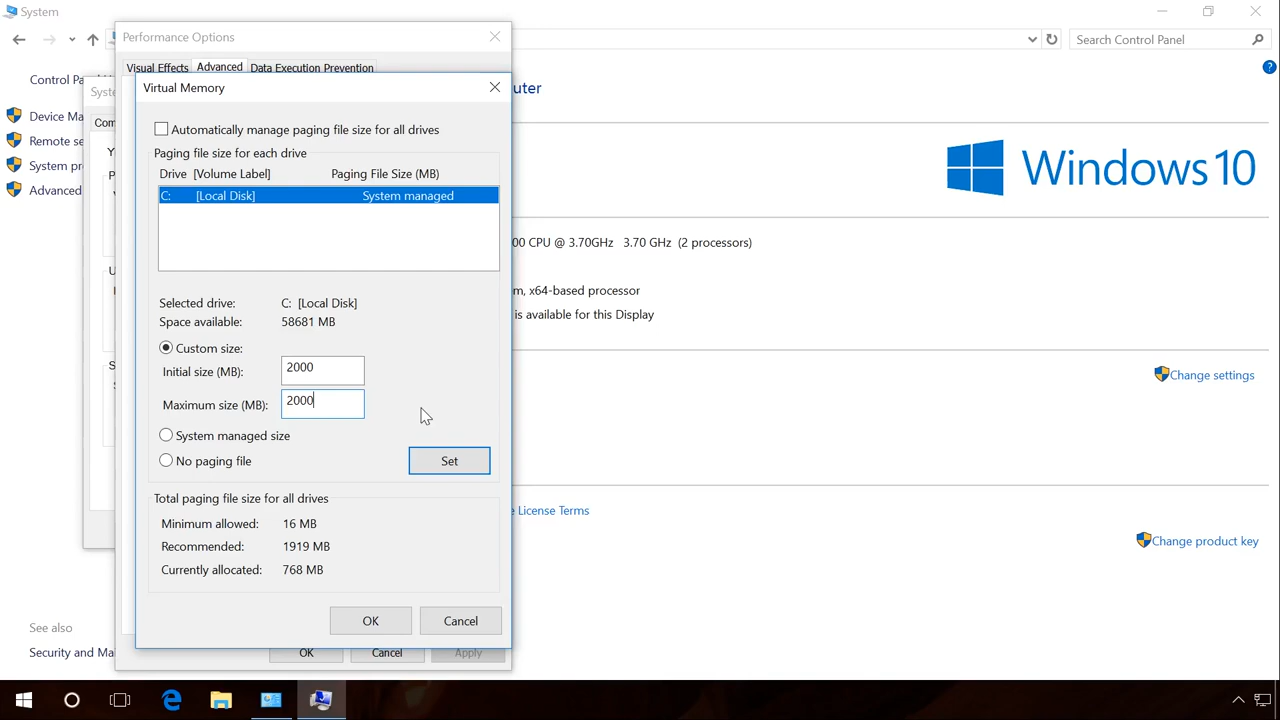 System
Performance Options
Search Control Panel
Control Pa
Visual Effects Advanced Data Execution Prevention
Syst
Virtual Memory
uter
Device Ma
Com
Automatically manage paging file size for all drives
Remote se
Y
Paging file size for each drive
System pr
P
Drive [Volume Label] Paging File Size (MB)
Windows 10
Advanced
C: [Local Disk] System managed
00 CPU @ 3.70GHz 3.70 GHz (2 processors)
U
m, x64-based processor
Selected drive: C: [Local Disk]
is available for this Display
Space available: 58681 MB
Custom size:
S
Initial size (MB): 2000
Change settings
Maximum size (MB): 2000
System managed size
No paging file
Set
Total paging file size for all drives
e License Terms
Minimum allowed: 16 MB
Recommended: 1919 MB
Change product key
Currently allocated: 768 MB
OK Cancel
See also
Security and Ma
OK Cancel Apply